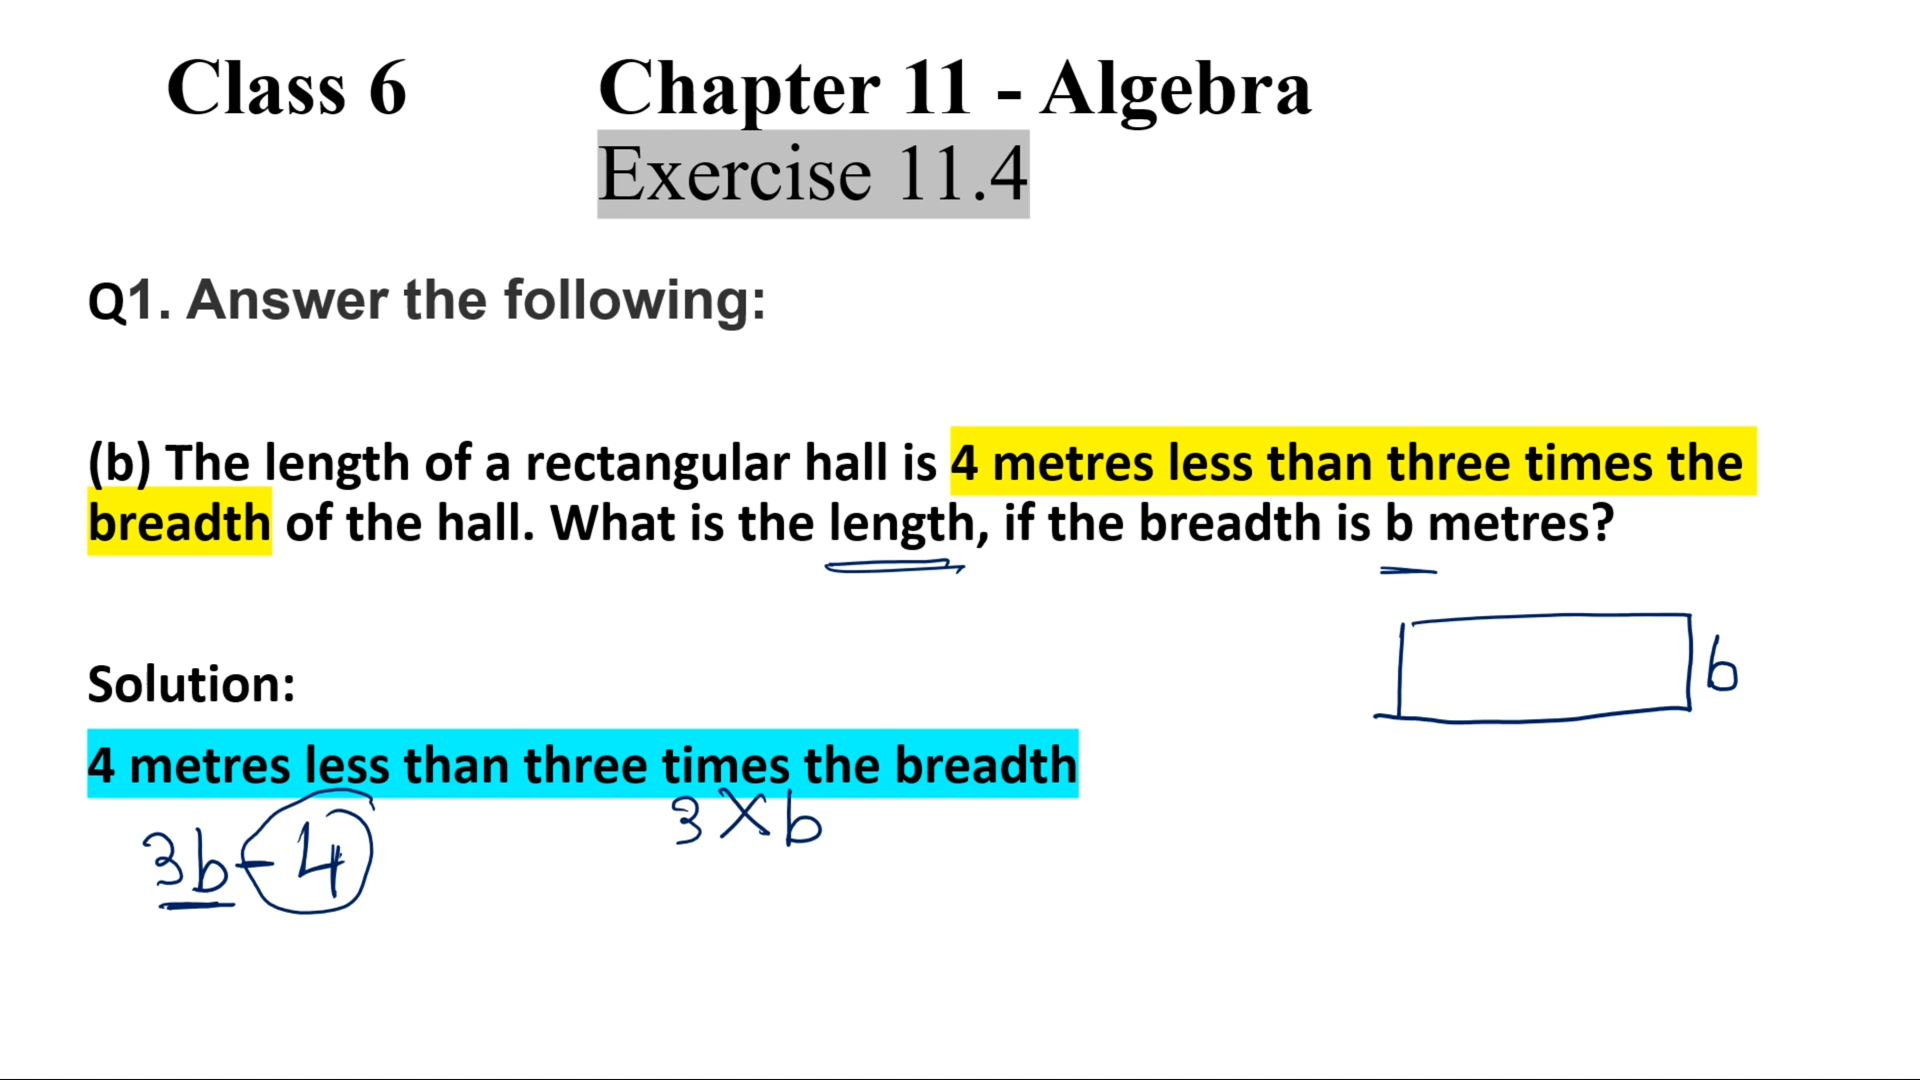 Class 6 Chapter 11 - Algebra
Exercise 11.4
Q1. Answer the following:
(b) The length of a rectangular hall is 4 metres less than three times the
breadth of the hall. What is the length, if the breadth is b metres?
b
Solution:
4 metres less than three times the breadth
3 × b
3b - 4